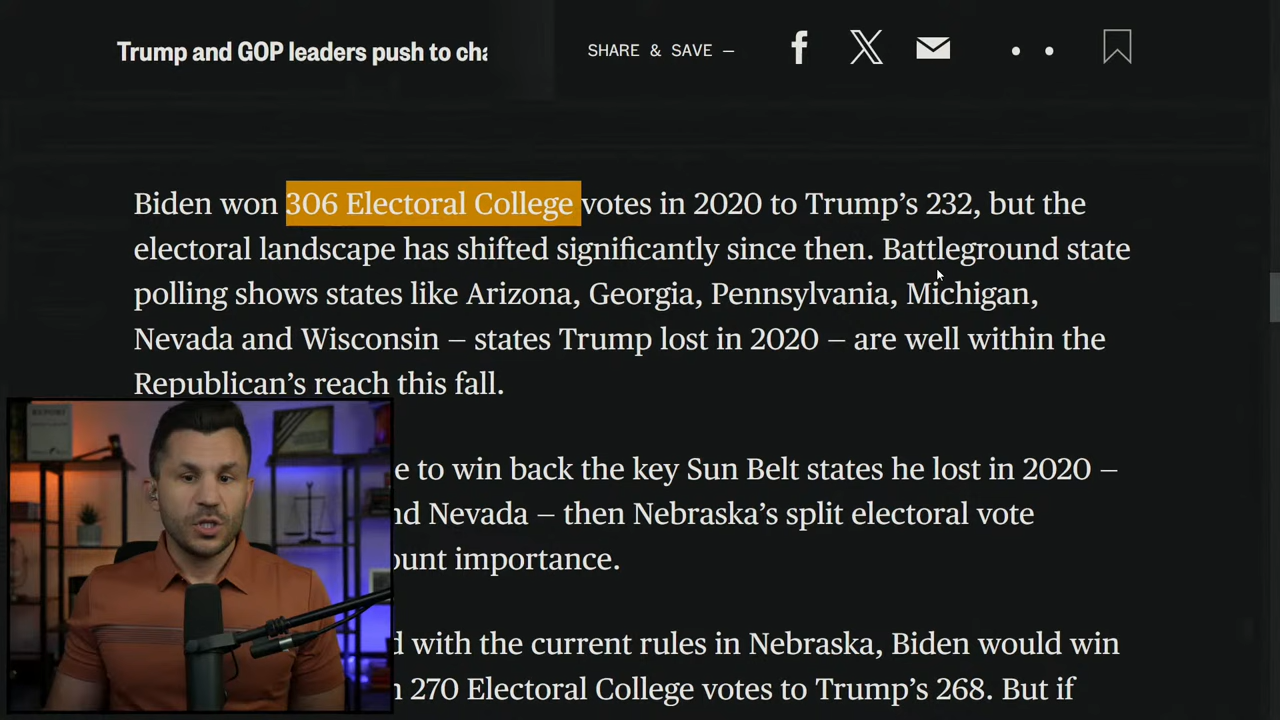 Trump and GOP leaders push to cha
SHARE & SAVE —
Biden won 306 Electoral College votes in 2020 to Trump’s 232, but the
electoral landscape has shifted significantly since then. Battleground state
polling shows states like Arizona, Georgia, Pennsylvania, Michigan,
Nevada and Wisconsin — states Trump lost in 2020 — are well within the
Republican’s reach this fall.
e to win back the key Sun Belt states he lost in 2020 —
nd Nevada — then Nebraska’s split electoral vote
ount importance.
d with the current rules in Nebraska, Biden would win
n 270 Electoral College votes to Trump’s 268. But if